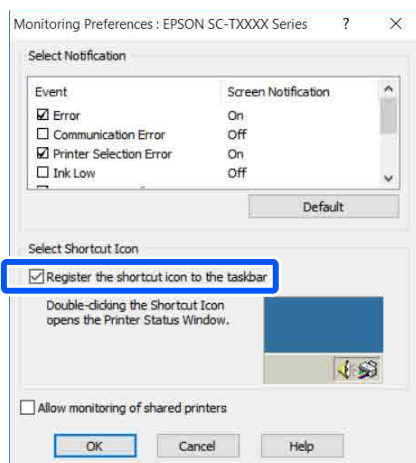 Monitoring Preferences : EPSON SC-TXXXX Series ? ×
Select Notification
Event Screen Notification
Error On
Communication Error Off
Printer Selection Error On
Ink Low Off
Default
Select Shortcut Icon
Register the shortcut icon to the taskbar
Double-clicking the Shortcut Icon
opens the Printer Status Window.
Allow monitoring of shared printers
OK Cancel Help